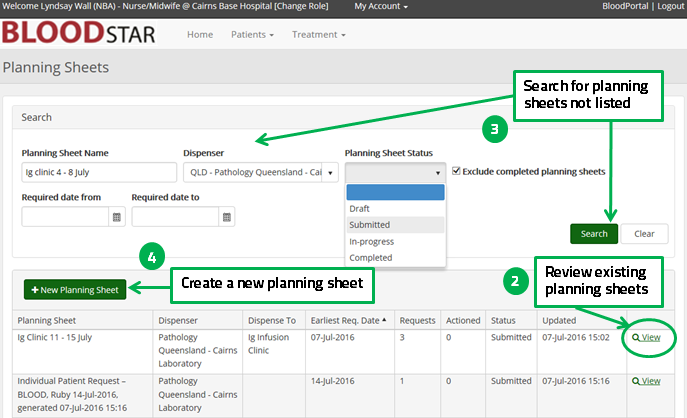 Welcome Lyndsay Wall (NBA) - Nurse/Midwife @ Cairns Base Hospital [Change Role] My Account BloodPortal | Logout
BLOODSTAR Home Patients Treatment
Planning Sheets
Search for planning
sheets not listed
Search
3
Planning Sheet Name Dispenser Planning Sheet Status
Ig clinic 4 - 8 July QLD - Pathology Queensland - Cair Exclude completed planning sheets
Required date from Required date to
Draft
Submitted
In-progress
Completed
Search Clear
4
Create a new planning sheet
+ New Planning Sheet
2
Review existing
planning sheets
Planning Sheet Dispenser Dispense To Earliest Req. Date Requests Actioned Status Updated
Ig Clinic 11 - 15 July Pathology Ig Infusion 07-Jul-2016 3 0 Submitted 07-Jul-2016 15:02 View
Queensland - Cairns Clinic
Laboratory
Individual Patient Request – Pathology 14-Jul-2016 1 0 Submitted 07-Jul-2016 15:16 View
BLOOD, Ruby 14-Jul-2016, Queensland - Cairns
generated 07-Jul-2016 15:16 Laboratory